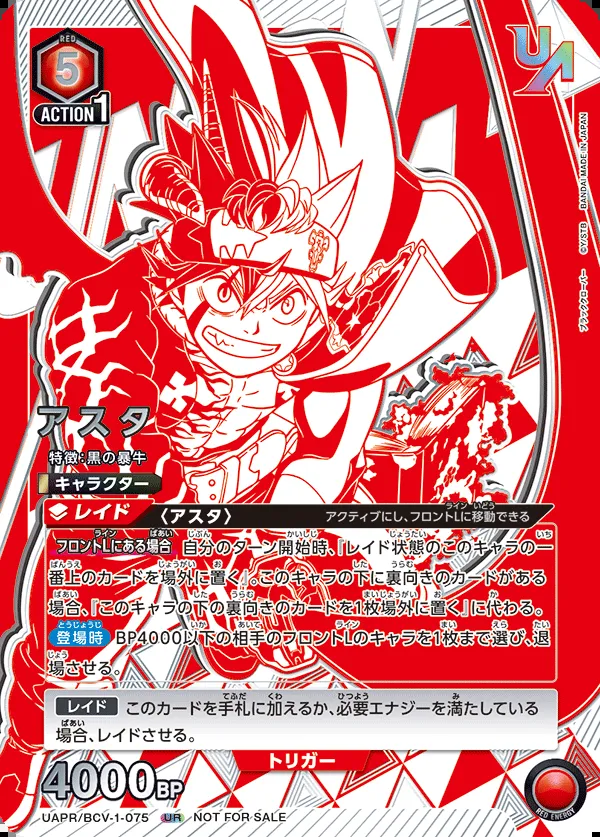 RED
5
ACTION 1
UA
©Y/STB BANDAI MADE IN JAPAN
ブラッククローバー
アスタ
特徴:黒の暴牛
キャラクター
レイド 〈アスタ〉 アクティブにし、フロントLに移動できる
フロントLにある場合 自分のターン開始時、『レイド状態のこのキャラの一
番上のカードを場外に置く』。このキャラの下に裏向きのカードがある
場合、『このキャラの下の裏向きのカードを1枚場外に置く』に代わる。
登場時 BP4000以下の相手のフロントLのキャラを1枚まで選び、退
場させる。
レイド このカードを手札に加えるか、必要エナジーを満たしている
場合、レイドさせる。
トリガー
4000BP
RED ENERGY
UAPR/BCV-1-075 UR NOT FOR SALE